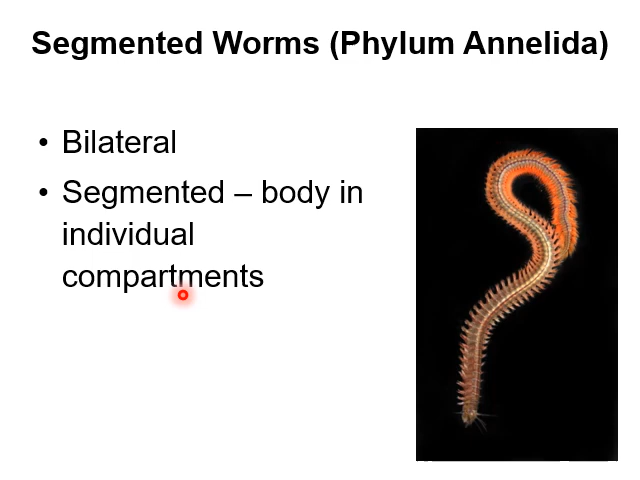 Segmented Worms (Phylum Annelida)
• Bilateral
• Segmented – body in
individual
compartments